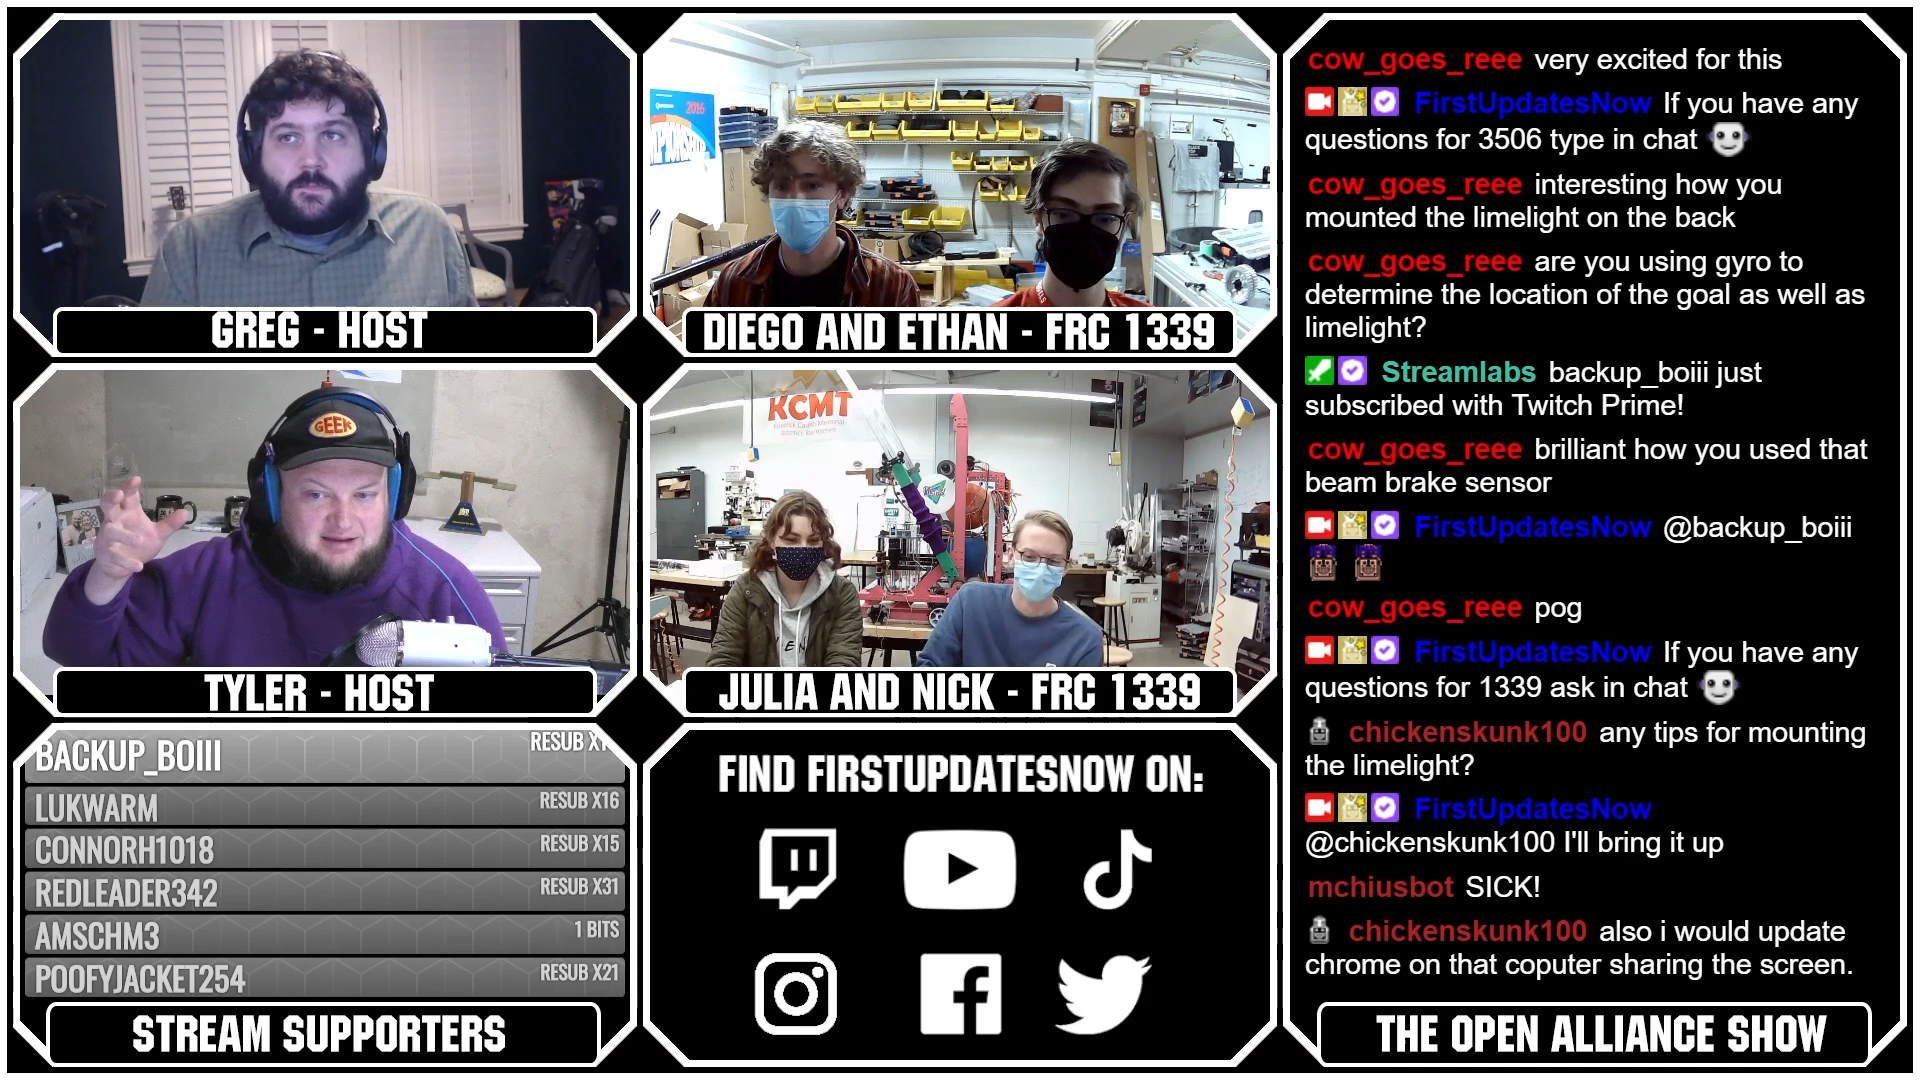 2016
MPIONSHIP
GREG - HOST
DIEGO AND ETHAN - FRC 1339
GEEK
TYLER - HOST
KCMT
JULIA AND NICK - FRC 1339
BACKUP_BOIII
LUKWARM RESUB X16
CONNORH1018 RESUB X15
REDLEADER342 RESUB X31
AMSCHM3 1 BITS
POOFYJACKET254 RESUB X21
STREAM SUPPORTERS
FIND FIRSTUPDATESNOW ON:
cow_goes_reee very excited for this
FirstUpdatesNow If you have any
questions for 3506 type in chat
cow_goes_reee interesting how you
mounted the limelight on the back
cow_goes_reee are you using gyro to
determine the location of the goal as well as
limelight?
Streamlabs backup_boiii just
subscribed with Twitch Prime!
cow_goes_reee brilliant how you used that
beam brake sensor
FirstUpdatesNow @backup_boiii
cow_goes_reee pog
FirstUpdatesNow If you have any
questions for 1339 ask in chat
chickenskunk100 any tips for mounting
the limelight?
FirstUpdatesNow
@chickenskunk100 I'll bring it up
mchiusbot SICK!
chickenskunk100 also i would update
chrome on that coputer sharing the screen.
THE OPEN ALLIANCE SHOW